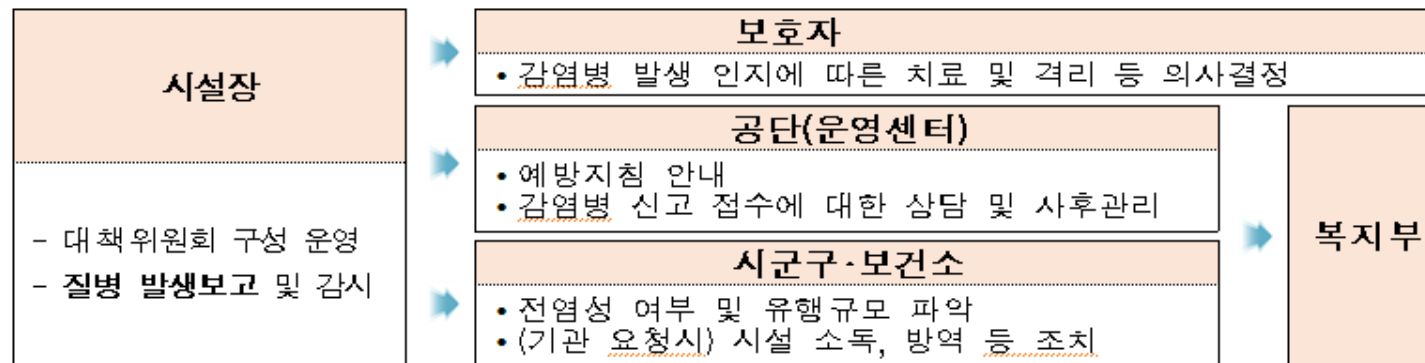 시설장
- 대책위원회 구성 운영
- 질병 발생보고 및 감시
보호자
• 감염병 발생 인지에 따른 치료 및 격리 등 의사결정
공단(운영센터)
• 예방지침 안내
• 감염병 신고 접수에 대한 상담 및 사후관리
시군구·보건소
• 전염성 여부 및 유행규모 파악
• (기관 요청시) 시설 소독, 방역 등 조치
복지부